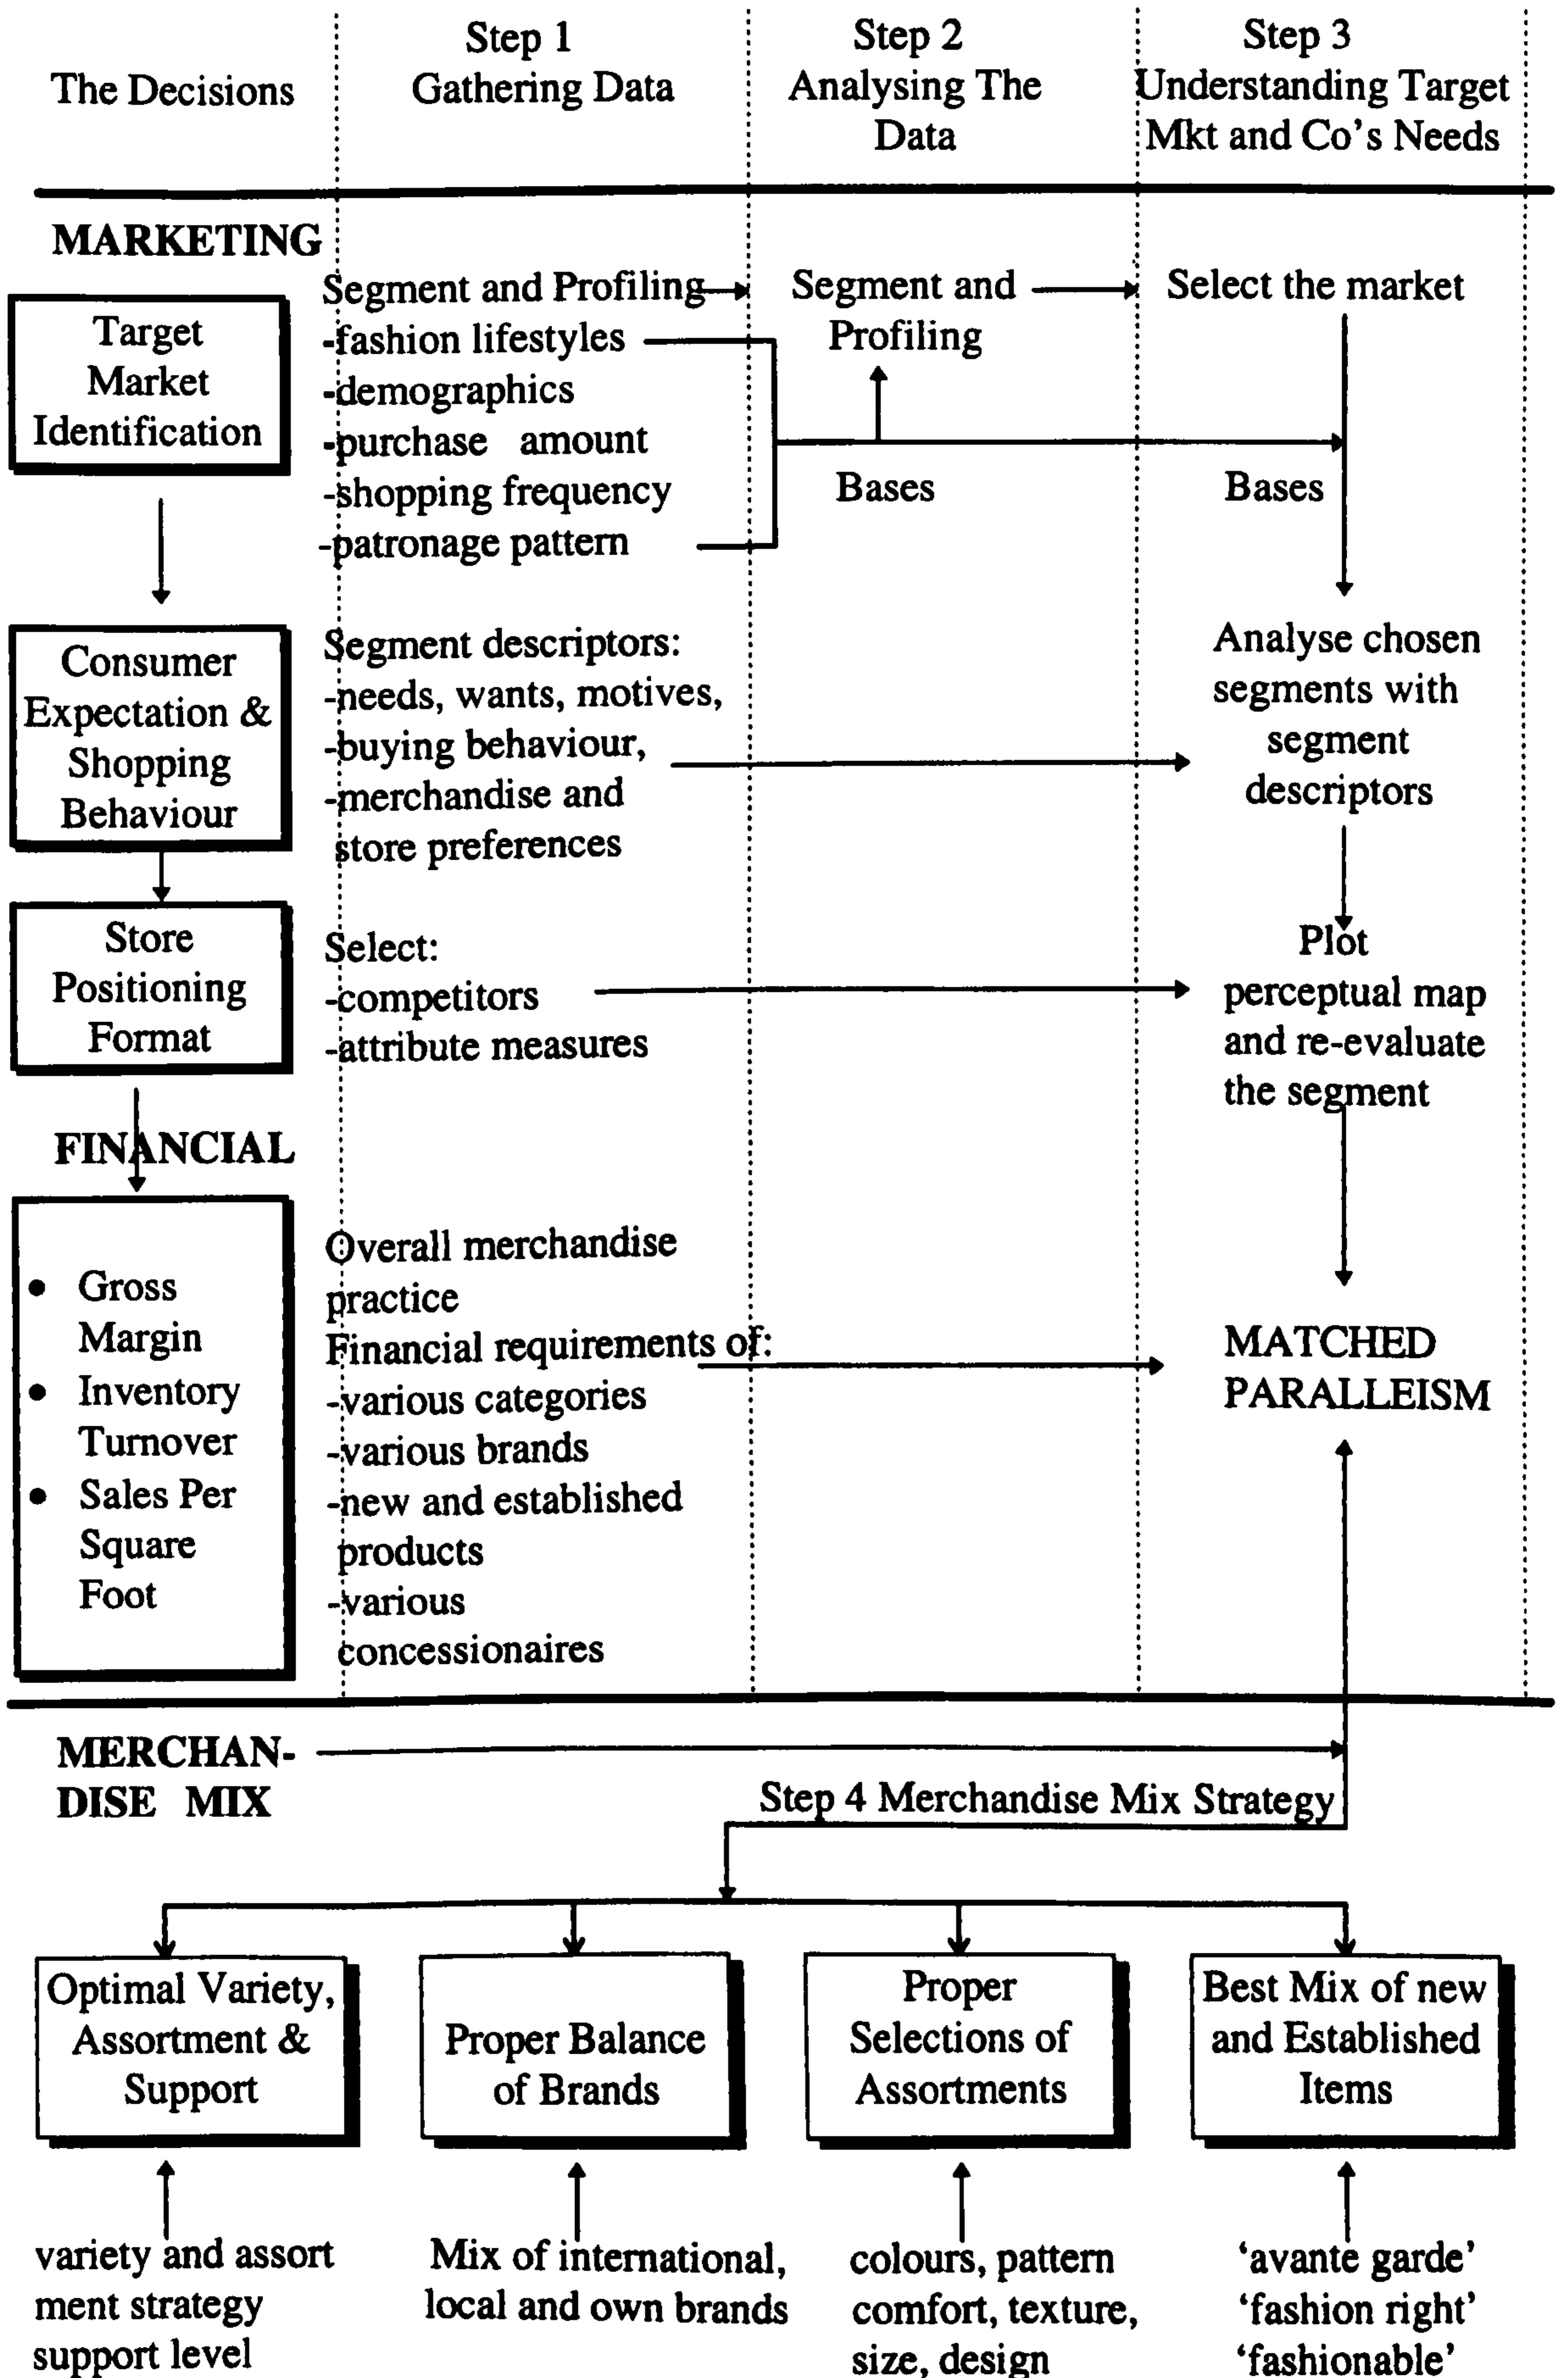 The Decisions
Step 1
Gathering Data
Step 2
Analysing The
Data
Step 3
Understanding Target
Mkt and Co's Needs
MARKETING
Target
Market
Identification
Segment and Profiling
-fashion lifestyles
-demographics
-purchase amount
-shopping frequency
-patronage pattern
Segment and
Profiling
Bases
Select the market
Bases
Consumer
Expectation &
Shopping
Behaviour
Segment descriptors:
-needs, wants, motives,
-buying behaviour,
-merchandise and
store preferences
Analyse chosen
segments with
segment
descriptors
Store
Positioning
Format
Select:
-competitors
-attribute measures
Plot
perceptual map
and re-evaluate
the segment
FINANCIAL
• Gross
Margin
• Inventory
Turnover
• Sales Per
Square
Foot
Overall merchandise
practice
Financial requirements of:
-various categories
-various brands
-new and established
products
-various
concessionaires
MATCHED
PARALLEISM
MERCHAN-
DISE MIX
Step 4 Merchandise Mix Strategy
Optimal Variety,
Assortment &
Support
Proper Balance
of Brands
Proper
Selections of
Assortments
Best Mix of new
and Established
Items
variety and assort
ment strategy
support level
Mix of international,
local and own brands
colours, pattern
comfort, texture,
size, design
‘avante garde’
‘fashion right’
‘fashionable’